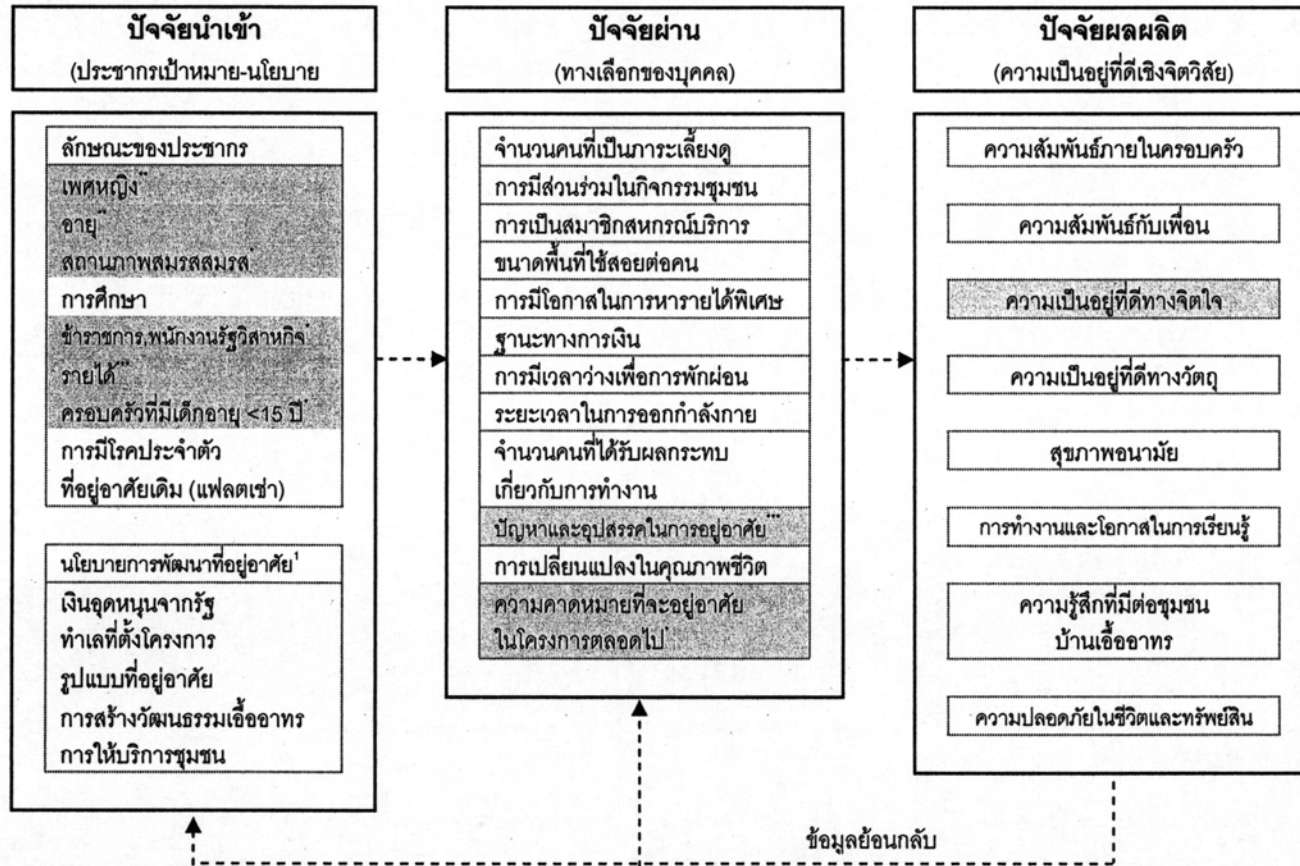 ปัจจัยนำเข้า
(ประชากรเป้าหมาย-นโยบาย
ลักษณะของประชากร
เพศหญิง**
อายุ**
สถานภาพสมรสสมรส*
การศึกษา
ข้าราชการ,พนักงานรัฐวิสาหกิจ*
รายได้***
ครอบครัวที่มีเด็กอายุ <15 ปี*
การมีโรคประจำตัว
ที่อยู่อาศัยเดิม (แฟลตเช่า)
นโยบายการพัฒนาที่อยู่อาศัย¹
เงินอุดหนุนจากรัฐ
ทำเลที่ตั้งโครงการ
รูปแบบที่อยู่อาศัย
การสร้างวัฒนธรรมเอื้ออาทร
การให้บริการชุมชน
ปัจจัยผ่าน
(ทางเลือกของบุคคล)
จำนวนคนที่เป็นภาระเลี้ยงดู
การมีส่วนร่วมในกิจกรรมชุมชน
การเป็นสมาชิกสหกรณ์บริการ
ขนาดพื้นที่ใช้สอยต่อคน
การมีโอกาสในการหารายได้พิเศษ
ฐานะทางการเงิน
การมีเวลาว่างเพื่อการพักผ่อน
ระยะเวลาในการออกกำลังกาย
จำนวนคนที่ได้รับผลกระทบ
เกี่ยวกับการทำงาน
ปัญหาและอุปสรรคในการอยู่อาศัย***
การเปลี่ยนแปลงในคุณภาพชีวิต
ความคาดหมายที่จะอยู่อาศัย
ในโครงการตลอดไป*
ปัจจัยผลผลิต
(ความเป็นอยู่ที่ดีเชิงจิตวิสัย)
ความสัมพันธ์ภายในครอบครัว
ความสัมพันธ์กับเพื่อน
ความเป็นอยู่ที่ดีทางจิตใจ
ความเป็นอยู่ที่ดีทางวัตถุ
สุขภาพอนามัย
การทำงานและโอกาสในการเรียนรู้
ความรู้สึกที่มีต่อชุมชน
บ้านเอื้ออาทร
ความปลอดภัยในชีวิตและทรัพย์สิน
ข้อมูลย้อนกลับ